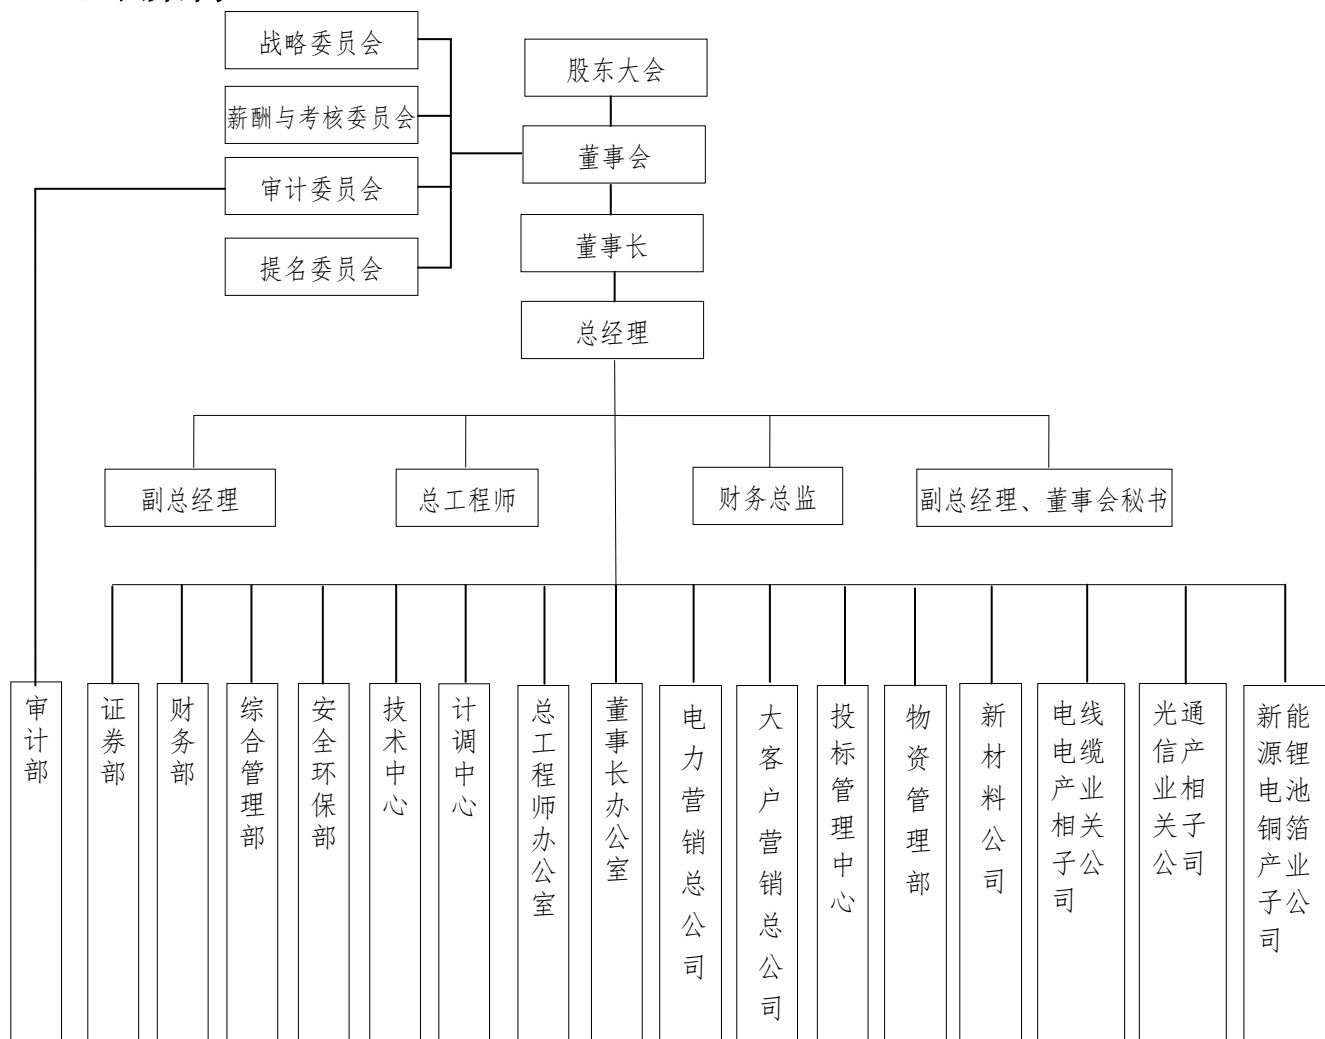 战略委员会
股东大会
薪酬与考核委员会
董事会
审计委员会
董事长
提名委员会
总经理
副总经理
总工程师
财务总监
副总经理、董事会秘书
审计部
证券部
财务部
综合管理部
安全环保部
技术中心
计调中心
总工程师办公室
董事长办公室
电力营销总公司
大客户营销总公司
投标管理中心
物资管理部
新材料公司
电线
电缆
产业
相关
子公
司
光通
信产
业相
关子
公司
新能
源锂
电池
铜箔
产业
子公
司